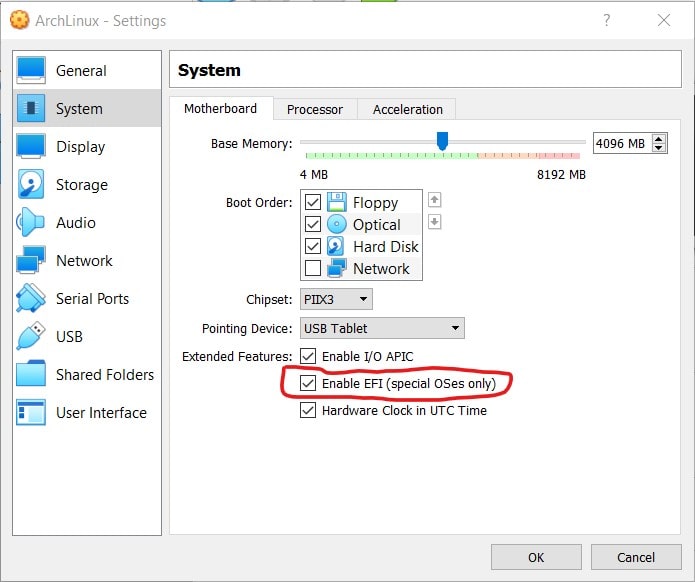 ArchLinux - Settings
?
General
System
Display
Storage
Audio
Network
Serial Ports
USB
Shared Folders
User Interface
System
Motherboard
Processor
Acceleration
Base Memory:
4096 MB
4 MB
8192 MB
Boot Order:
Floppy
Optical
Hard Disk
Network
Chipset:
PIIX3
Pointing Device:
USB Tablet
Extended Features:
Enable I/O APIC
Enable EFI (special OSes only)
Hardware Clock in UTC Time
OK
Cancel